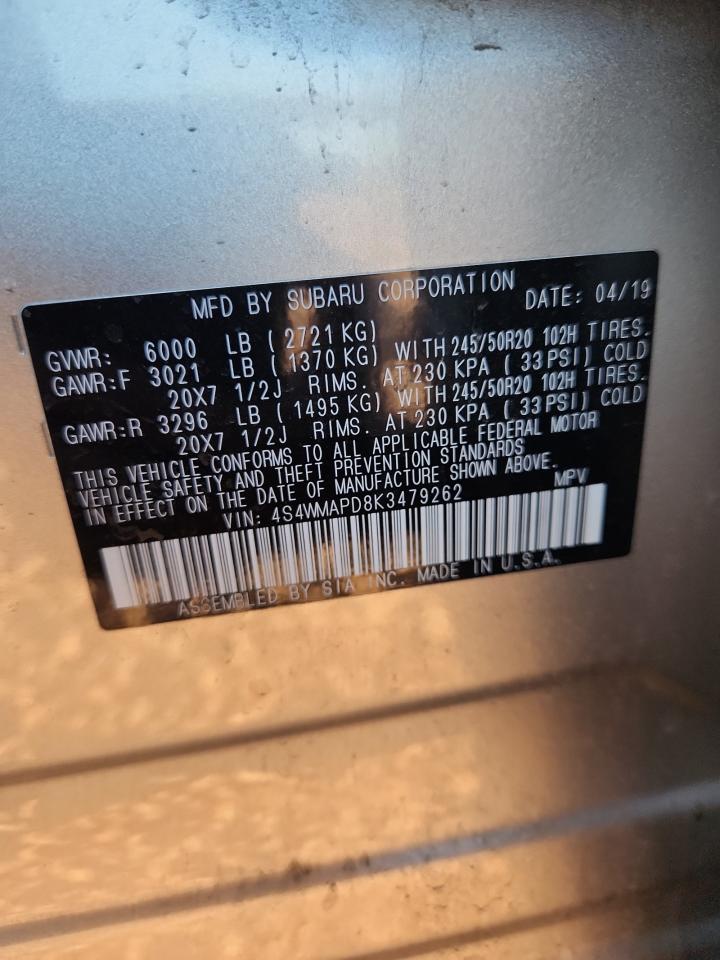 MFD BY SUBARU CORPORATION DATE: 04/19
GVWR: 6000 LB ( 2721 KG)
GAWR:F 3021 LB ( 1370 KG) WITH 245/50R20 102H TIRES.
20X7 1/2J RIMS. AT 230 KPA ( 33 PSI) COLD
GAWR:R 3296 LB ( 1495 KG) WITH 245/50R20 102H TIRES.
20X7 1/2J RIMS. AT 230 KPA ( 33 PSI) COLD
THIS VEHICLE CONFORMS TO ALL APPLICABLE FEDERAL MOTOR
VEHICLE SAFETY AND THEFT PREVENTION STANDARDS
IN EFFECT ON THE DATE OF MANUFACTURE SHOWN ABOVE.
VIN: 4S4WMAPD8K3479262 MPV
ASSEMBLED BY SIA INC. MADE IN U.S.A.